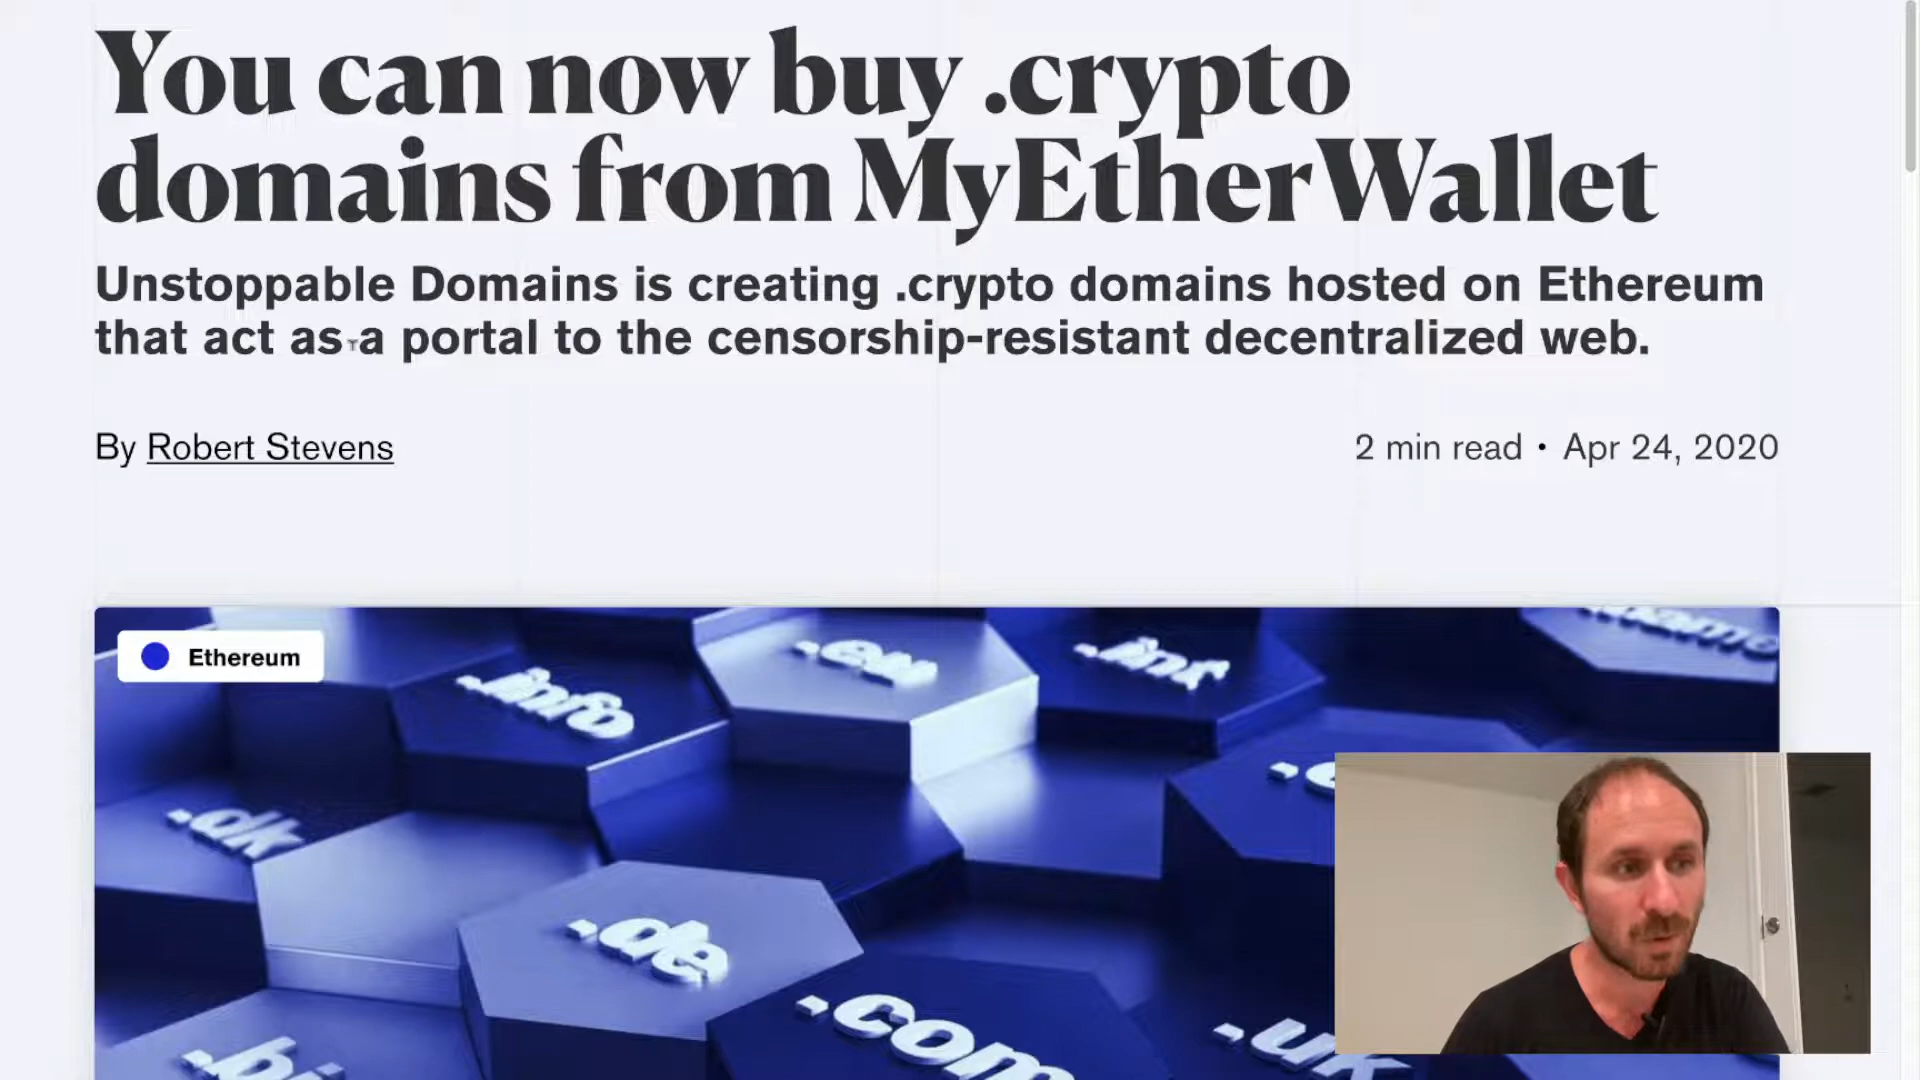 You can now buy .crypto
domains from MyEtherWallet
Unstoppable Domains is creating .crypto domains hosted on Ethereum
that act as a portal to the censorship-resistant decentralized web.
By Robert Stevens
2 min read • Apr 24, 2020
Ethereum
.info
.eu
.int
.dk
.de
.com
.uk